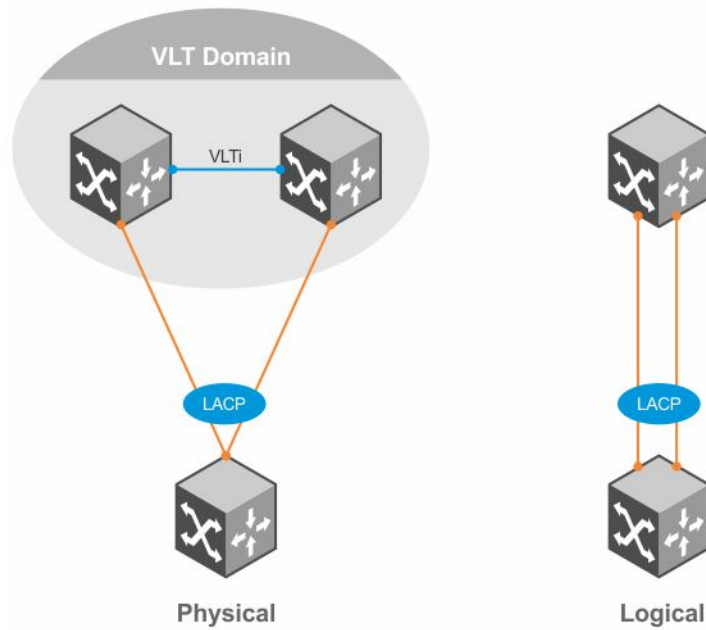 VLT Domain
VLTi
LACP
LACP
Physical
Logical